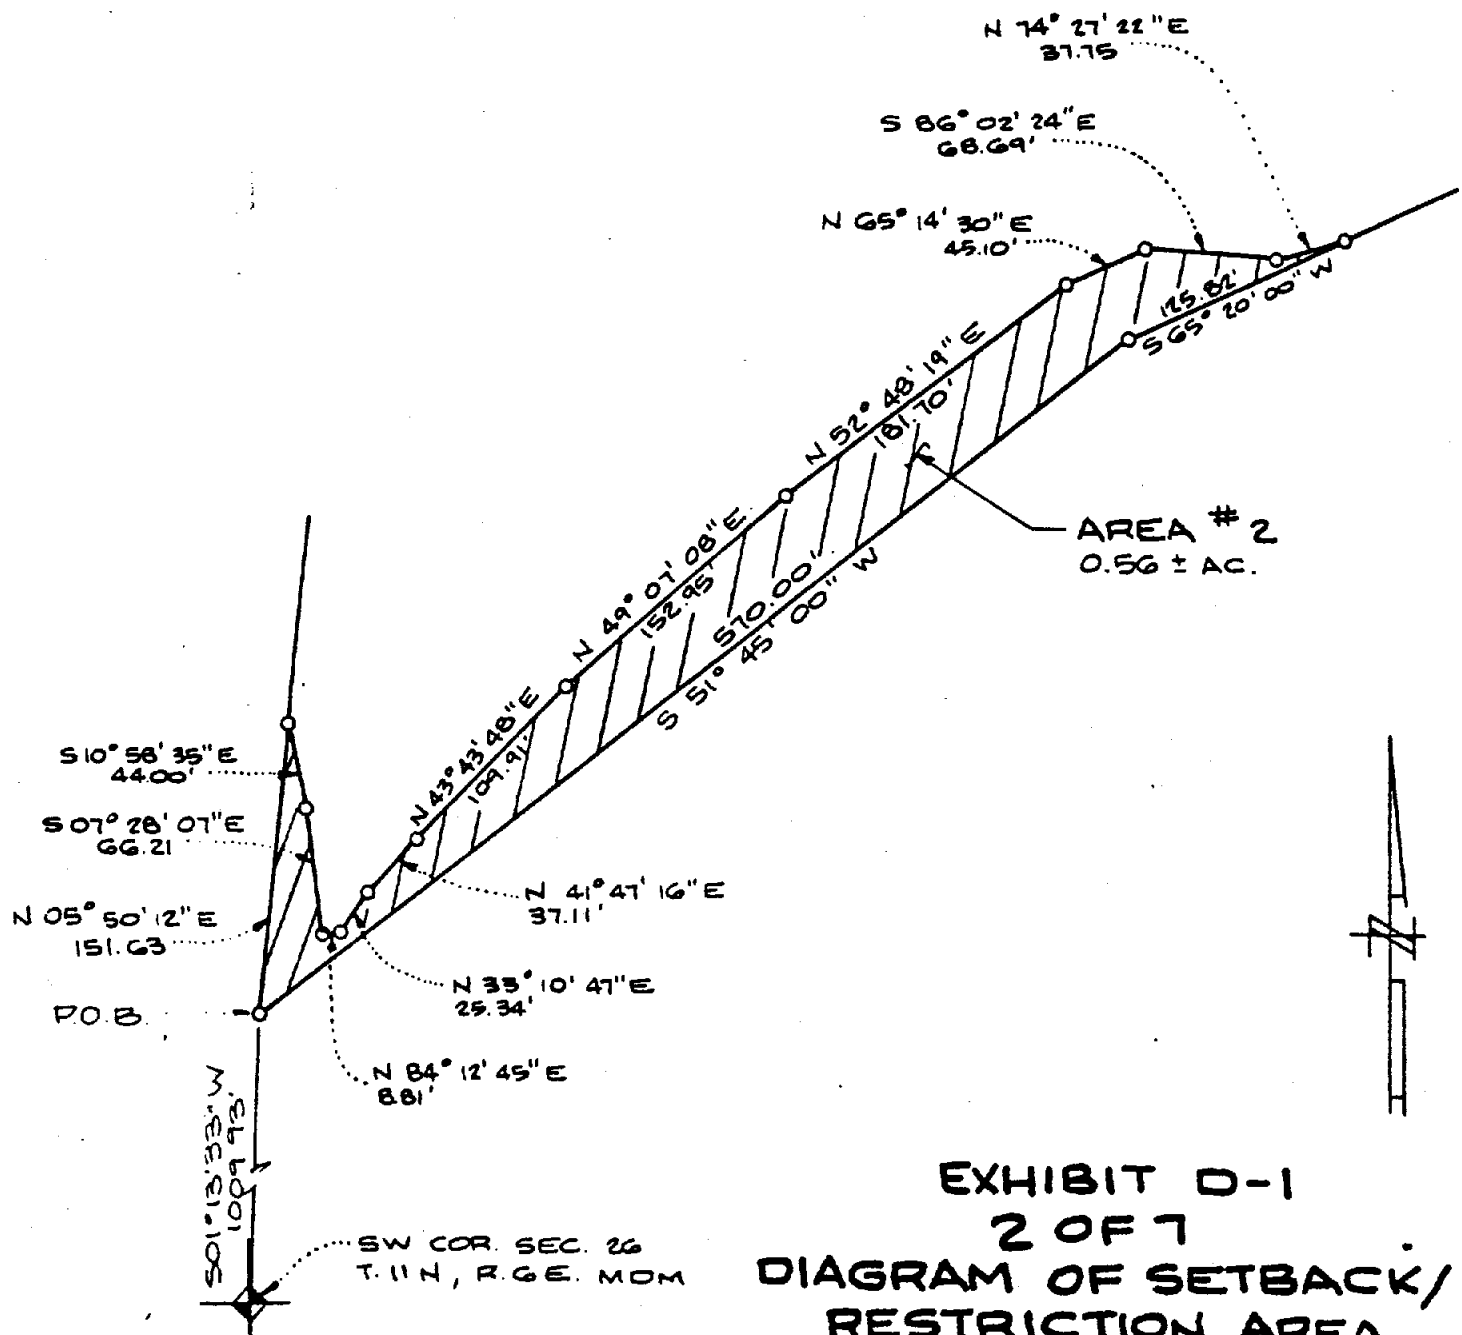 N 74° 27' 22" E
37.75
S 86° 02' 24" E
68.69'
N 65° 14' 30" E
45.10'
125.82'
S 65° 20' 00" W
N 52° 48' 19" E
181.70'
AREA #2
0.56 ± AC.
N 49° 07' 08" E
152.95'
570.00'
S 51° 45' 00" W
N 43° 43' 48" E
109.91'
S 10° 58' 35" E
44.00'
S 07° 28' 07" E
66.21
N 05° 50' 12" E
151.63
N 41° 47' 16" E
37.11'
N 33° 10' 47" E
25.34'
P.O.B.
N 84° 12' 45" E
8.81'
S01° 13' 33" W
1009.93'
SW COR. SEC. 26
T. 11 N, R. 6 E. MDM
EXHIBIT D-1
2 OF 7
DIAGRAM OF SETBACK/
RESTRICTION AREA